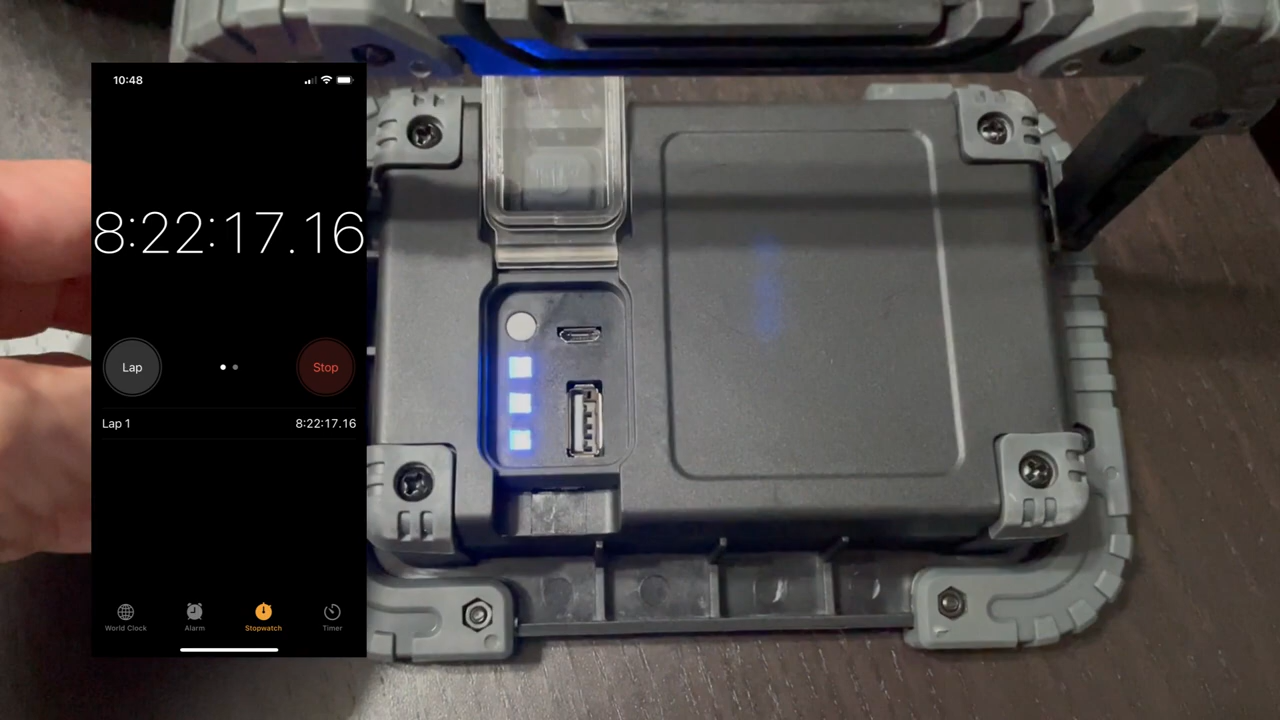 10:48
8:22:17.16
Lap
Stop
Lap 1 8:22:17.16
World Clock Alarm Stopwatch Timer